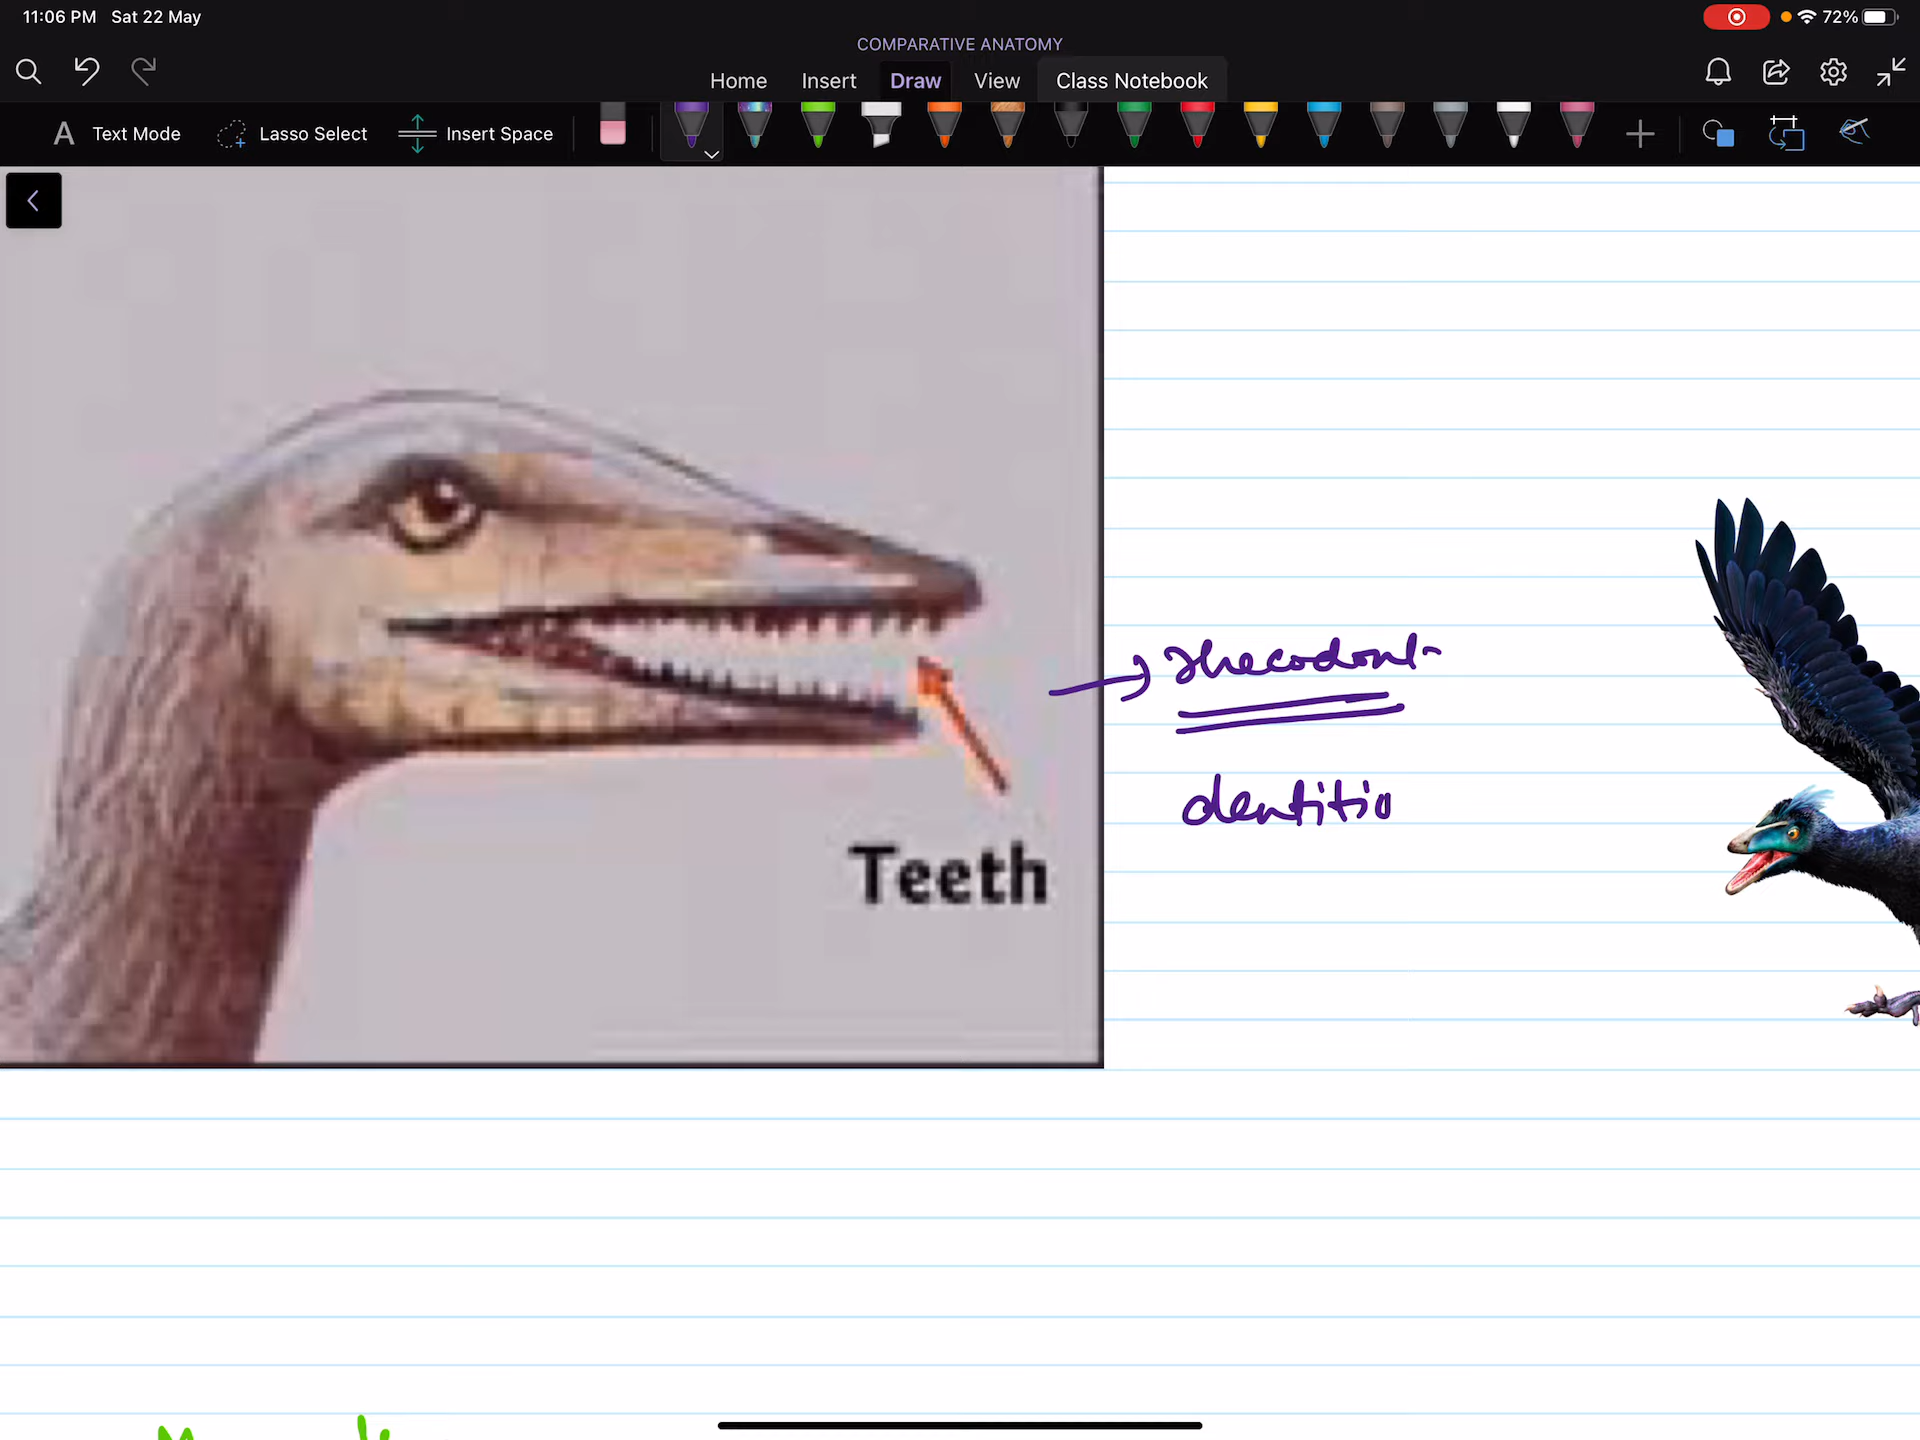 11:06 PM Sat 22 May
72%
COMPARATIVE ANATOMY
Home Insert Draw View Class Notebook
A Text Mode Lasso Select Insert Space
Thecodont
dentitio
Teeth